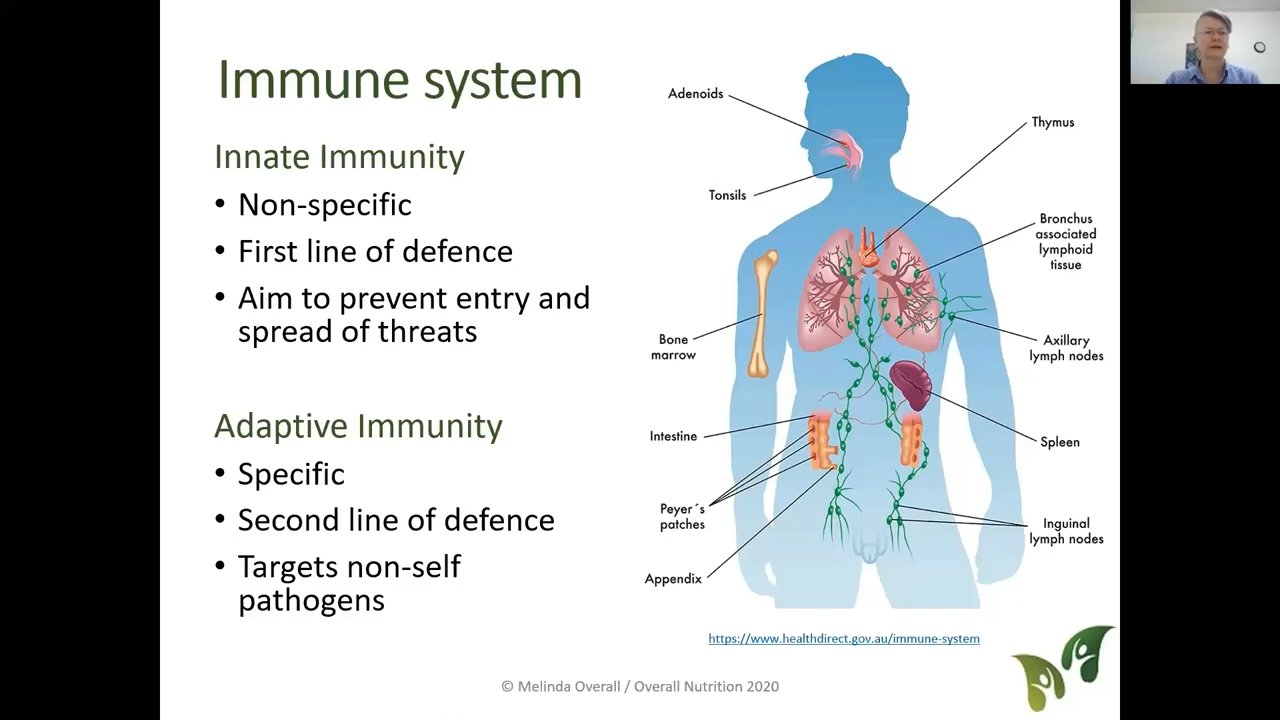 Immune system
Innate Immunity
• Non-specific
• First line of defence
• Aim to prevent entry and
spread of threats
Adaptive Immunity
• Specific
• Second line of defence
• Targets non-self
pathogens
Adenoids
Thymus
Tonsils
Bronchus
associated
lymphoid
tissue
Bone
marrow
Axillary
lymph nodes
Intestine
Spleen
Peyer´s
patches
Inguinal
lymph nodes
Appendix
https://www.healthdirect.gov.au/immune-system
© Melinda Overall / Overall Nutrition 2020